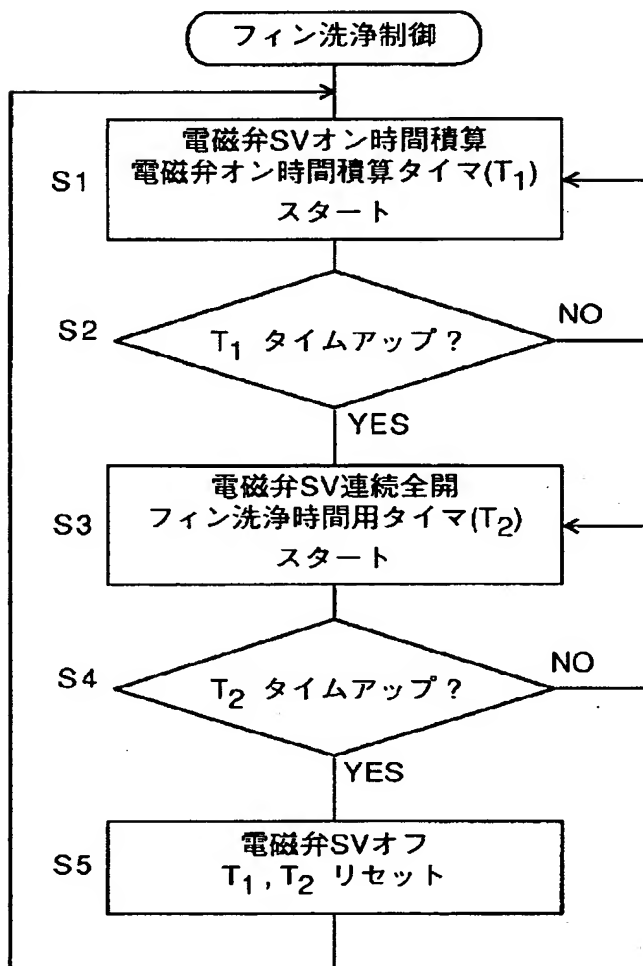 フィン洗浄制御
電磁弁SVオン時間積算
電磁弁オン時間積算タイマ(T₁)
スタート
S1
S2
T₁ タイムアップ?
NO
YES
電磁弁SV連続全開
フィン洗浄時間用タイマ(T₂)
スタート
S3
S4
T₂ タイムアップ?
NO
YES
電磁弁SVオフ
T₁,T₂ リセット
S5